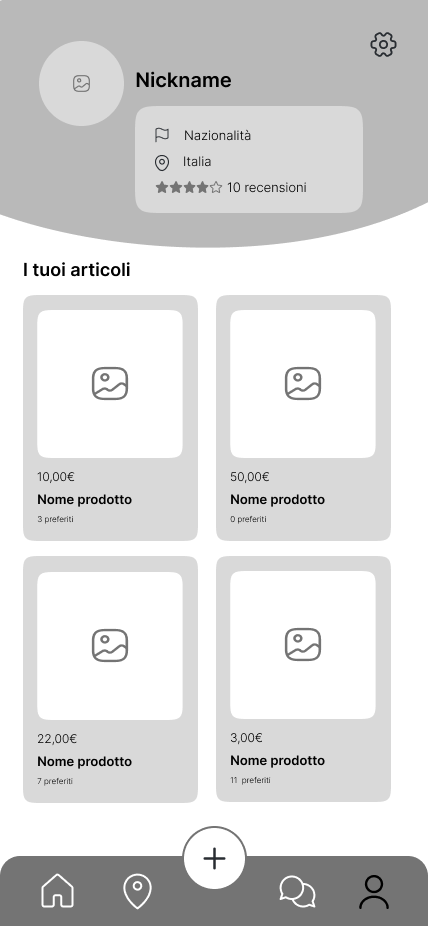 Nickname
Nazionalità
Italia
10 recensioni
I tuoi articoli
10,00€
Nome prodotto
3 preferiti
50,00€
Nome prodotto
0 preferiti
22,00€
Nome prodotto
7 preferiti
3,00€
Nome prodotto
11 preferiti